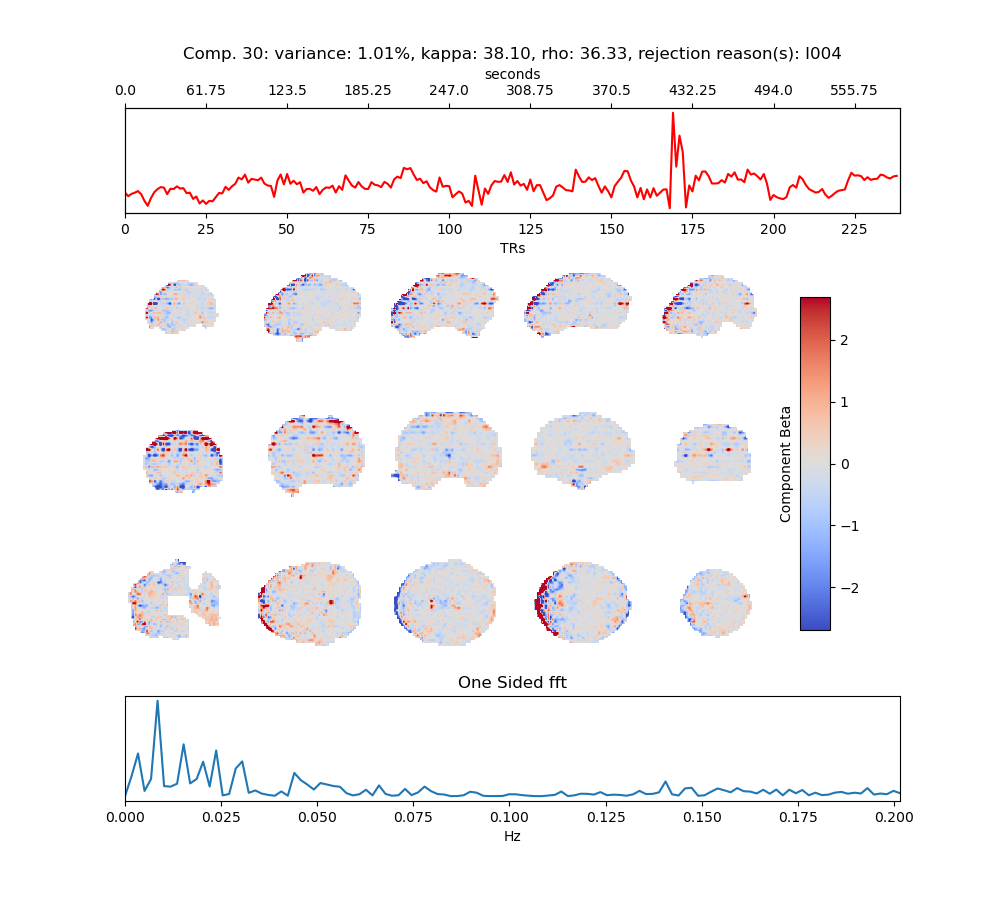 Comp. 30: variance: 1.01%, kappa: 38.10, rho: 36.33, rejection reason(s): I004
seconds
0.0 61.75 123.5 185.25 247.0 308.75 370.5 432.25 494.0 555.75
0 25 50 75 100 125 150 175 200 225
TRs
2
1
0
−1
−2
Component Beta
One Sided fft
0.000 0.025 0.050 0.075 0.100 0.125 0.150 0.175 0.200
Hz